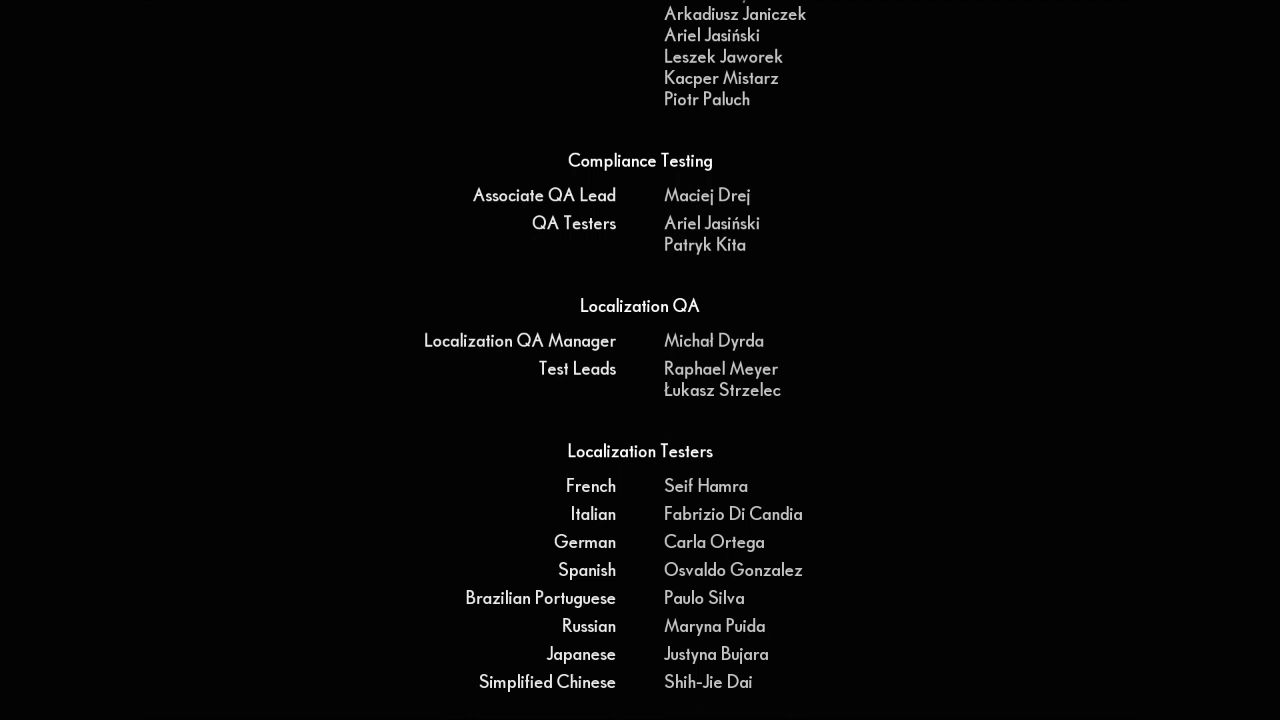 Arkadiusz Janiczek
Ariel Jasiński
Leszek Jaworek
Kacper Mistarz
Piotr Paluch
Compliance Testing
Associate QA Lead Maciej Drej
QA Testers Ariel Jasiński
Patryk Kita
Localization QA
Localization QA Manager Michał Dyrda
Test Leads Raphael Meyer
Łukasz Strzelec
Localization Testers
French Seif Hamra
Italian Fabrizio Di Candia
German Carla Ortega
Spanish Osvaldo Gonzalez
Brazilian Portuguese Paulo Silva
Russian Maryna Puida
Japanese Justyna Bujara
Simplified Chinese Shih-Jie Dai